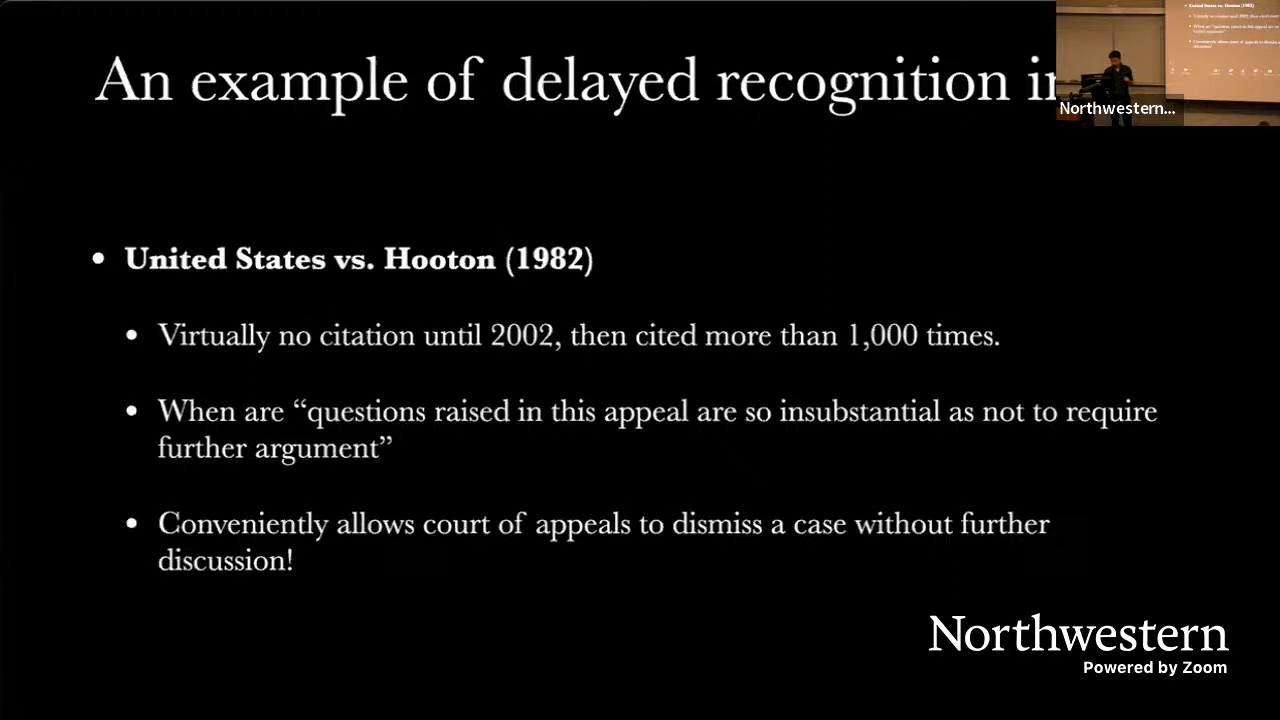 An example of delayed recognition in
Northwestern...
• United States vs. Hooton (1982)
• Virtually no citation until 2002, then cited more than 1,000 times.
• When are “questions raised in this appeal are so insubstantial as not to require
further argument”
• Conveniently allows court of appeals to dismiss a case without further
discussion!
Northwestern
Powered by Zoom